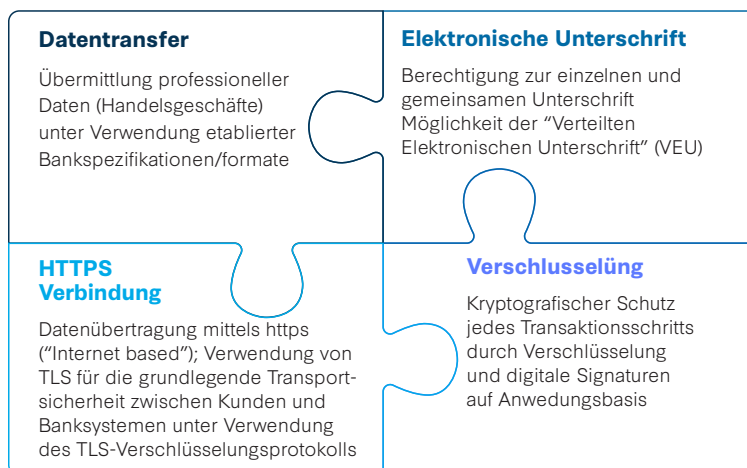 Datentransfer
Übermittlung professioneller
Daten (Handelsgeschäfte)
unter Verwendung etablierter
Bankspezifikationen/formate
Elektronische Unterschrift
Berechtigung zur einzelnen und
gemeinsamen Unterschrift
Möglichkeit der “Verteilten
Elektronischen Unterschrift” (VEU)
HTTPS
Verbindung
Datenübertragung mittels https
(“Internet based”); Verwendung von
TLS für die grundlegende Transport-
sicherheit zwischen Kunden und
Banksystemen unter Verwendung
des TLS-Verschlüsselungsprotokolls
Verschlusselüng
Kryptografischer Schutz
jedes Transaktionsschritts
durch Verschlüsselung
und digitale Signaturen
auf Anwedungsbasis